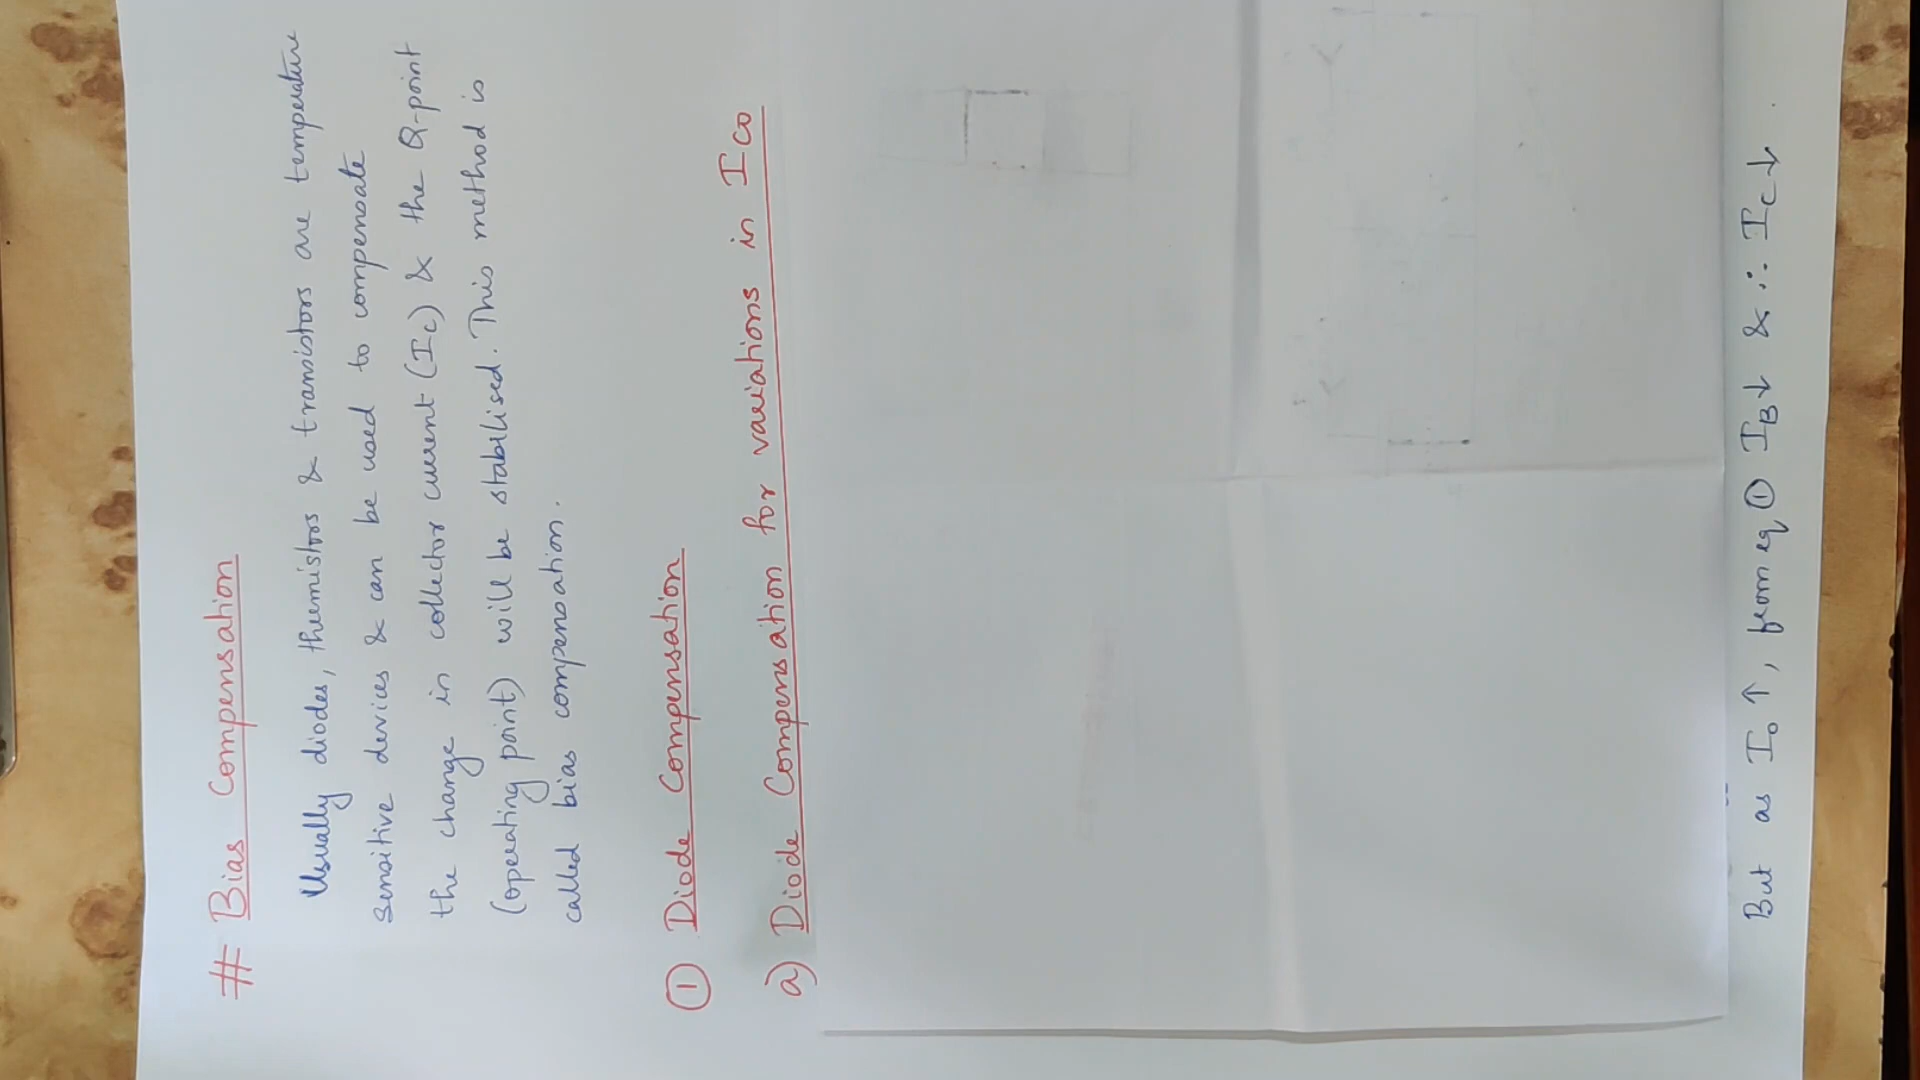 # Bias Compensation
Usually diodes, thermistors & transistors are temperature
sensitive devices & can be used to compensate
the change in collector current (Ic) & the Q-point
(operating point) will be stabilised. This method is
called bias compensation.
① Diode Compensation
a) Diode Compensation for variations in Ico
But as Io↑, from eq ① IB↓ & ∴ Ic↓.